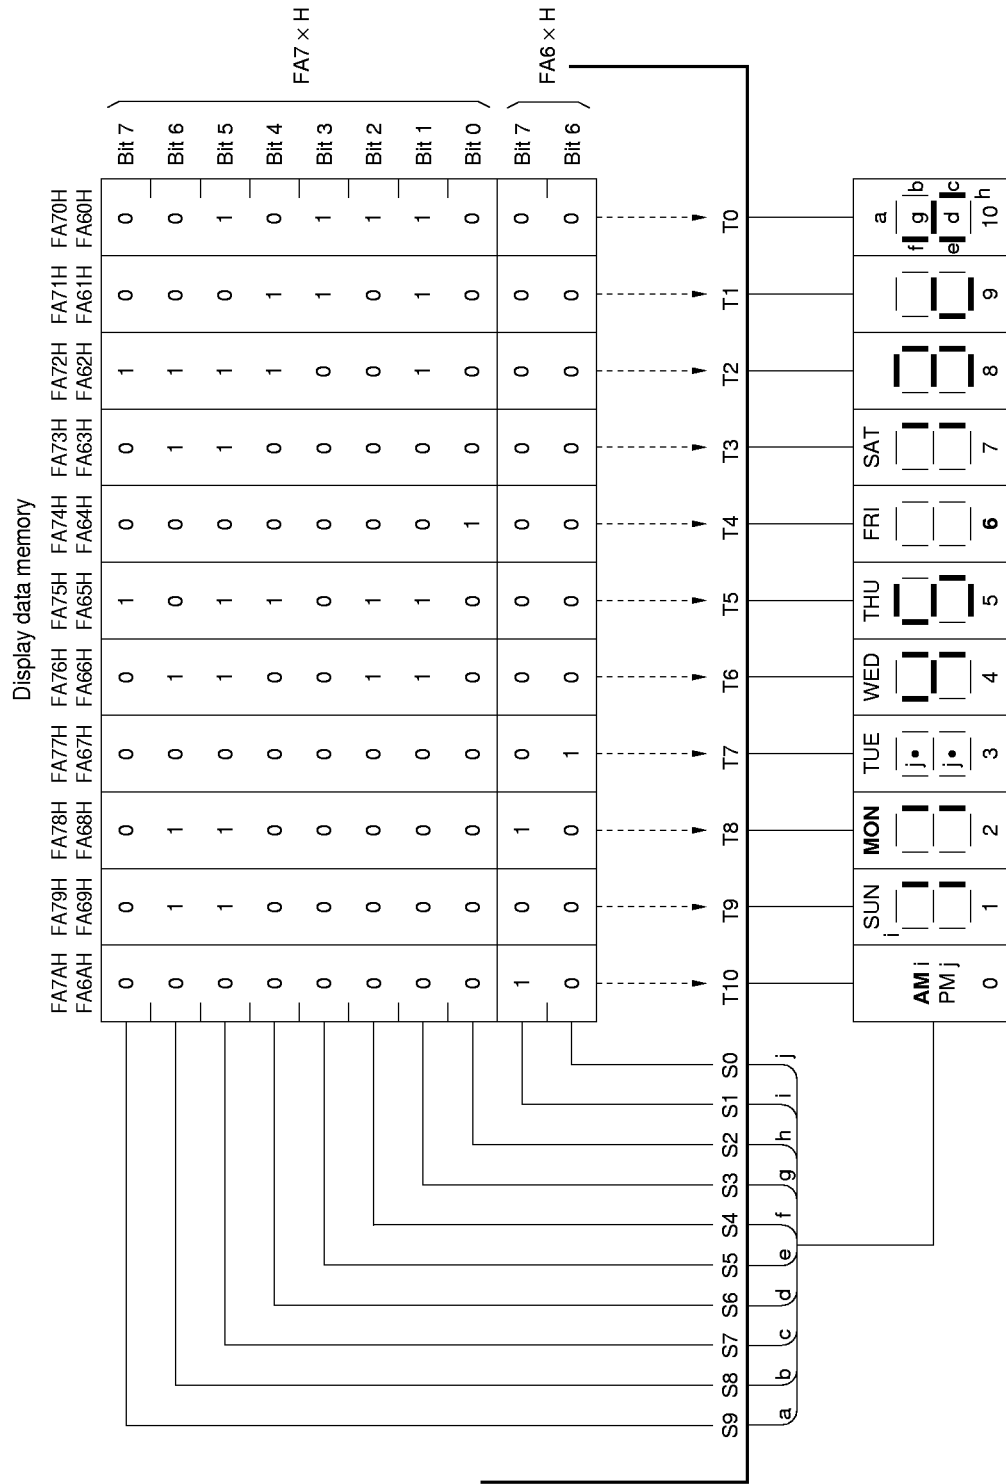 Display data memory
FA7AH FA79H FA78H FA77H FA76H FA75H FA74H FA73H FA72H FA71H FA70H
FA6AH FA69H FA68H FA67H FA66H FA65H FA64H FA63H FA62H FA61H FA60H
0 0 0 0 0 1 0 0 1 0 0 Bit 7
0 1 1 0 1 0 0 1 1 0 0 Bit 6
0 1 1 0 1 1 0 1 1 0 1 Bit 5
0 0 0 0 0 1 0 0 1 1 0 Bit 4
FA7 × H
0 0 0 0 0 0 0 0 0 1 1 Bit 3
0 0 0 0 1 1 0 0 0 0 1 Bit 2
0 0 0 0 1 1 0 0 1 1 1 Bit 1
0 0 0 0 0 0 1 0 0 0 0 Bit 0
1 0 1 0 0 0 0 0 0 0 0 Bit 7
FA6 × H
0 0 0 1 0 0 0 0 0 0 0 Bit 6
S9 S8 S7 S6 S5 S4 S3 S2 S1 S0 T10 T9 T8 T7 T6 T5 T4 T3 T2 T1 T0
a b c d e f g h i j
SUN MON TUE WED THU FRI SAT
i
a
AM i
PM j
j
j
f g b
e d c
h
0 1 2 3 4 5 6 7 8 9 10